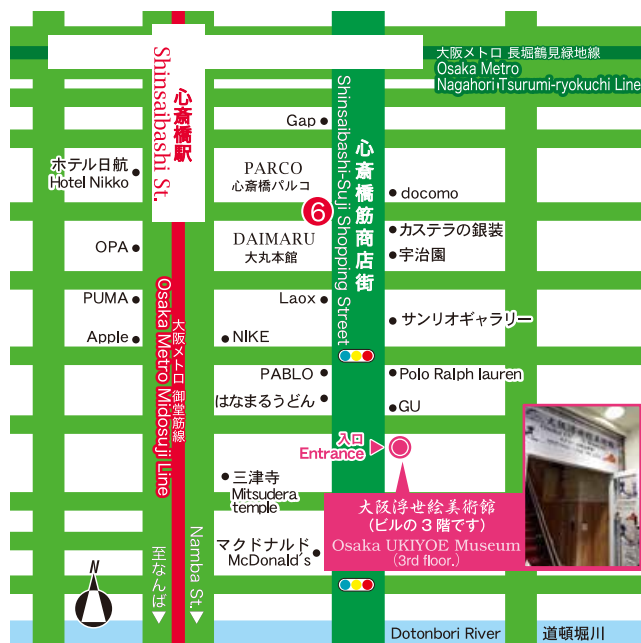 大阪メトロ 長堀鶴見緑地線
Osaka Metro
Nagahori Tsurumi-ryokuchi Line
心斎橋駅
Shinsaibashi St.
Gap
ホテル日航
Hotel Nikko
PARCO
心斎橋パルコ
6
DAIMARU
大丸本館
OPA
心斎橋筋商店街
Shinsaibashi-Suji Shopping Street
docomo
カステラの銀装
宇治園
PUMA
Laox
サンリオギャラリー
Apple
NIKE
大阪メトロ 御堂筋線
Osaka Metro Midosuji Line
PABLO
Polo Ralph lauren
はなまるうどん
GU
入口
Entrance
大阪浮世絵美術館
三津寺
Mitsudera
temple
大阪浮世絵美術館
(ビルの3階です)
Osaka UKIYOE Museum
(3rd floor.)
マクドナルド
McDonald's
N
至なんば
Namba St.
Dotonbori River 道頓堀川